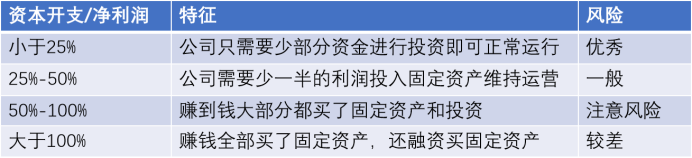 资本开支/净利润 特征 风险
小于25% 公司只需要少部分资金进行投资即可正常运行 优秀
25%-50% 公司需要少一半的利润投入固定资产维持运营 一般
50%-100% 赚到钱大部分都买了固定资产和投资 注意风险
大于100% 赚钱全部买了固定资产，还融资买固定资产 较差